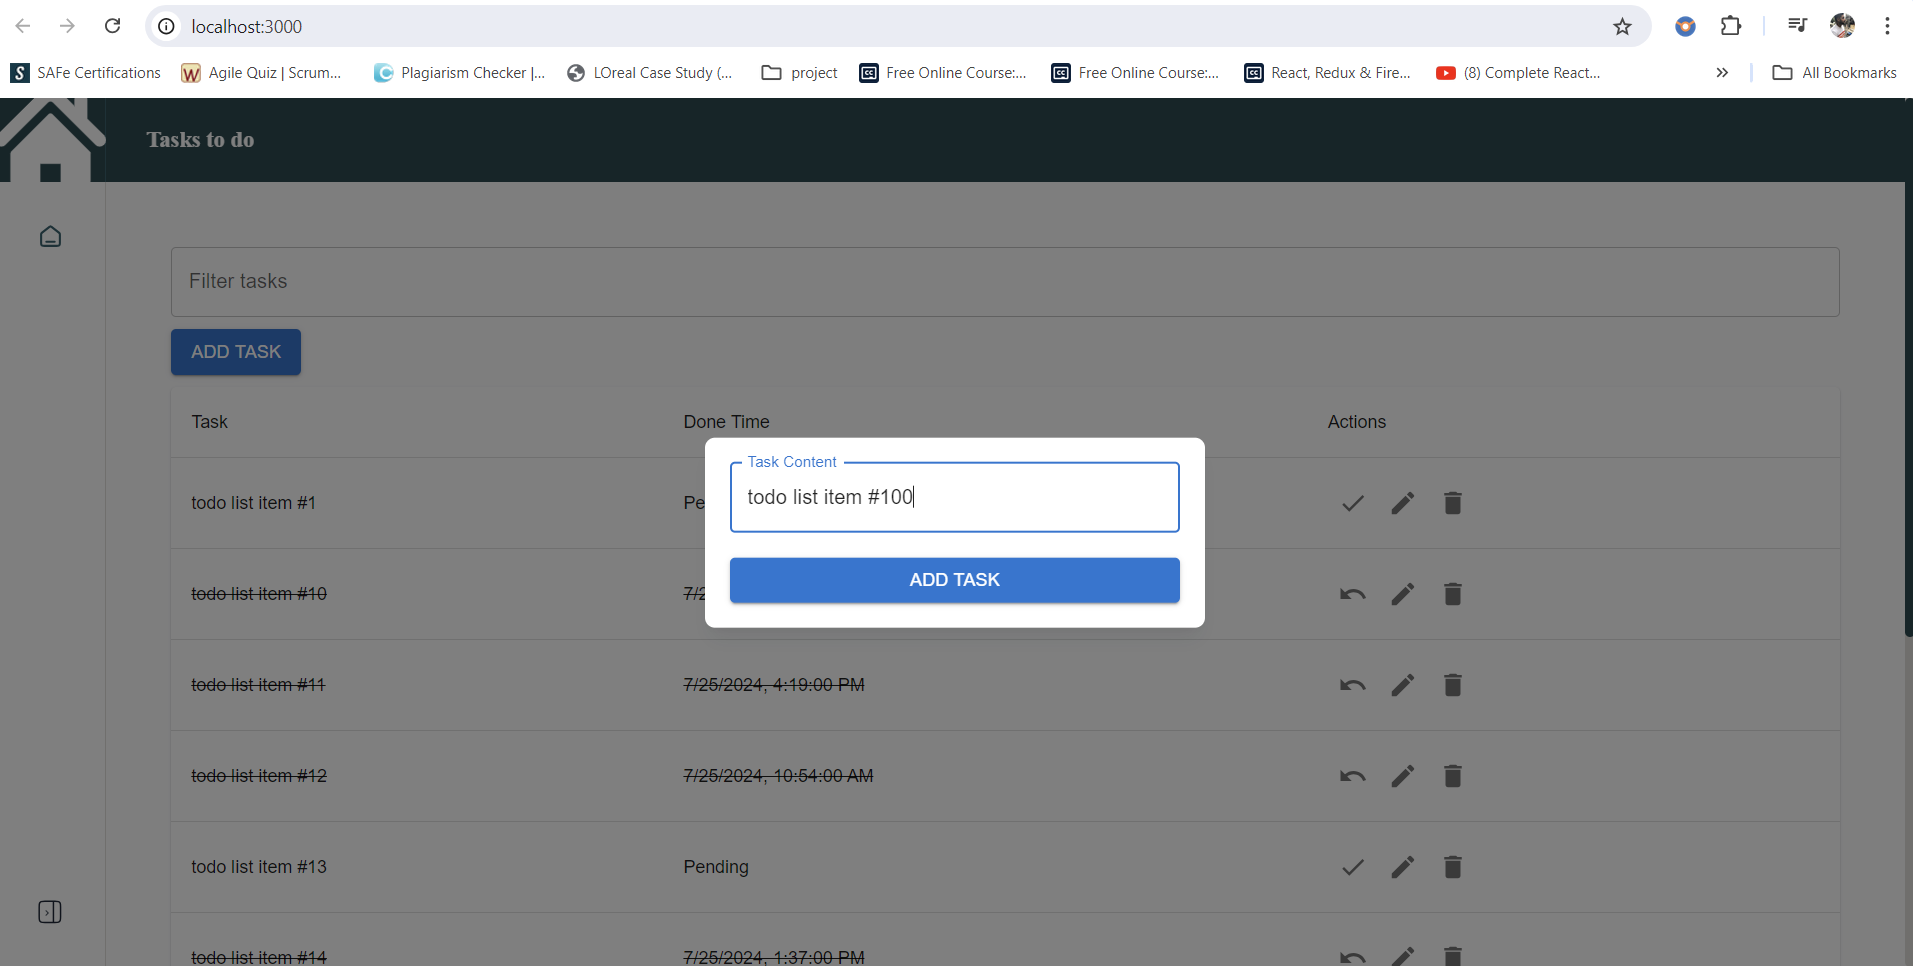 localhost:3000
SAFe Certifications
Agile Quiz | Scrum...
Plagiarism Checker |...
LOreal Case Study (...
project
Free Online Course:...
Free Online Course:...
React, Redux & Fire...
(8) Complete React...
All Bookmarks
Tasks to do
Filter tasks
ADD TASK
Task Done Time Actions
Task Content
todo list item #100
ADD TASK
todo list item #1 Pe
todo list item #10 7/2
todo list item #11 7/25/2024, 4:19:00 PM
todo list item #12 7/25/2024, 10:54:00 AM
todo list item #13 Pending
todo list item #14 7/25/2024, 1:37:00 PM